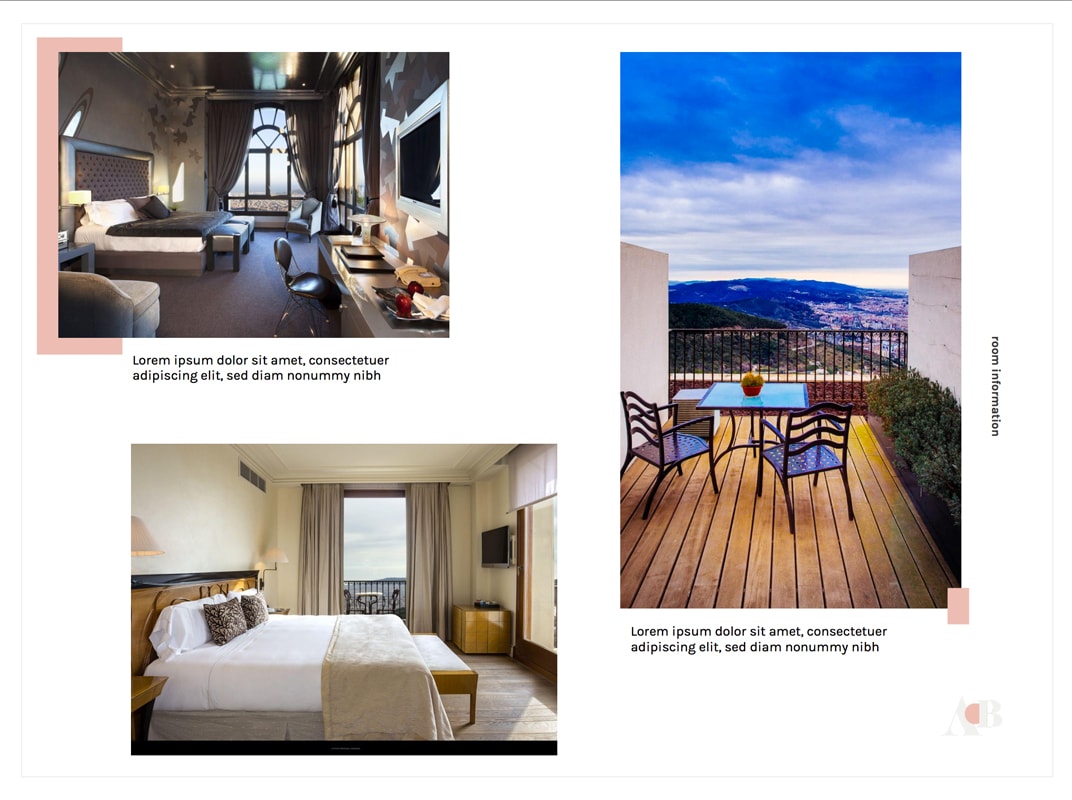 Lorem ipsum dolor sit amet, consectetuer
adipiscing elit, sed diam nonummy nibh
room information
Lorem ipsum dolor sit amet, consectetuer
adipiscing elit, sed diam nonummy nibh
A B